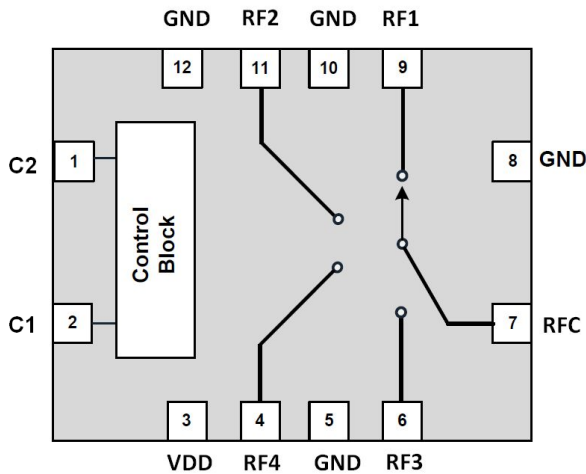 GND RF2 GND RF1
12 11 10 9
C2 1 8 GND
Control
Block
C1 2 7 RFC
3 4 5 6
VDD RF4 GND RF3